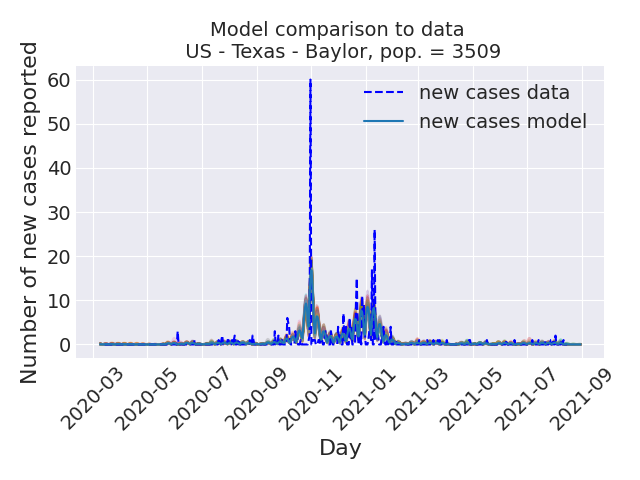 Model comparison to data
US - Texas - Baylor, pop. = 3509
Number of new cases reported
60
50
40
30
20
10
0
new cases data
new cases model
2020-03
2020-05
2020-07
2020-09
2020-11
2021-01
2021-03
2021-05
2021-07
2021-09
Day